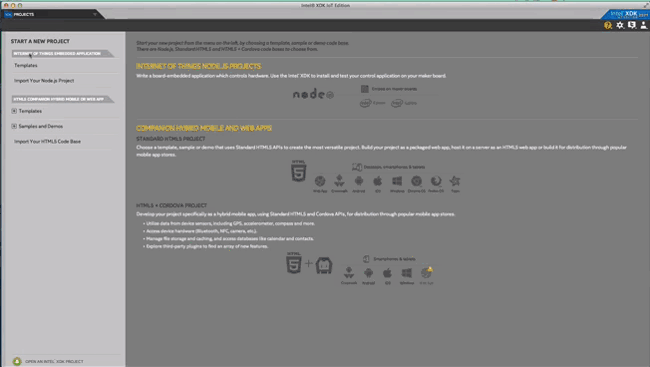 Intel® XDK IoT Edition
PROJECTS
intel XDK
START A NEW PROJECT
INTERNET OF THINGS EMBEDDED APPLICATION
Templates
Import Your Node.js Project
HTML5 COMPANION HYBRID MOBILE OR WEB APP
Templates
Samples and Demos
Import Your HTML5 Code Base
OPEN AN INTEL XDK PROJECT
Start your new project from the menu on the left, by choosing a template, sample or demo code base.
There are Node.js, Standard HTML5 and HTML5 + Cordova code bases to choose from.
INTERNET OF THINGS NODE.JS PROJECTS
Write a board-embedded application which controls hardware. Use the Intel® XDK to install and test your control application on your maker board.
node
COMPANION HYBRID MOBILE AND WEB APPS
STANDARD HTML5 PROJECT
Choose a template, sample or demo that uses Standard HTML5 APIs to create the most versatile project. Build your project as a packaged web app, host it on a server as an HTML5 web app or build it for distribution through popular
mobile app stores.
HTML
5
Desktops, smartphones & tablets
Web App Crosswalk Android iOS Windows Chrome OS Firefox OS Tizen
HTML5 + CORDOVA PROJECT
Develop your project specifically as a hybrid mobile app, using Standard HTML5 and Cordova APIs, for distribution through popular mobile app stores.
• Utilize data from device sensors, including GPS, accelerometer, compass and more.
• Access device hardware (Bluetooth, NFC, camera, etc.).
• Manage file storage and caching, and access databases like calendar and contacts.
• Explore third-party plugins to find an array of new features.
HTML
5 +
Smartphones & tablets
Crosswalk Android iOS Windows